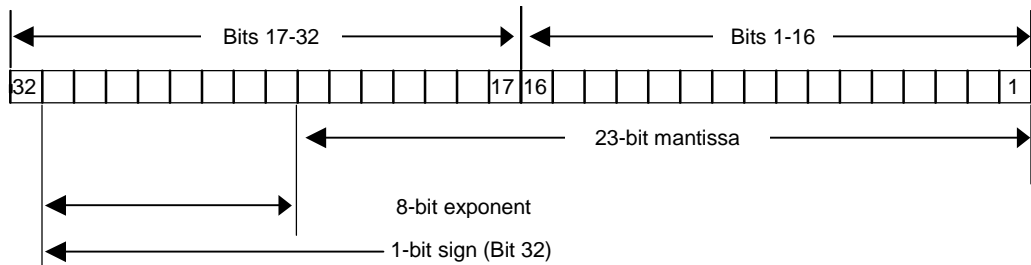 Bits 17-32 Bits 1-16
32 17 16 1
23-bit mantissa
8-bit exponent
1-bit sign (Bit 32)